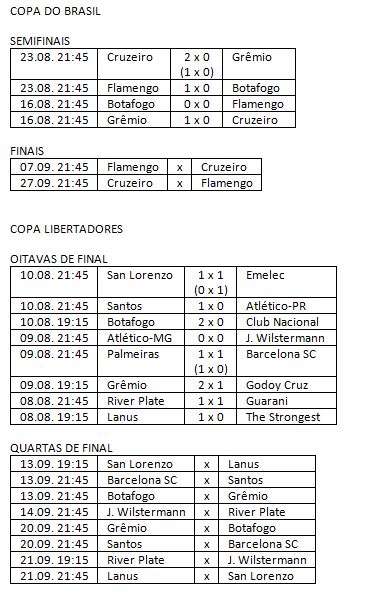 COPA DO BRASIL
SEMIFINAIS
23.08. 21:45 Cruzeiro 2 x 0 Grêmio
(1 x 0)
23.08. 21:45 Flamengo 1 x 0 Botafogo
16.08. 21:45 Botafogo 0 x 0 Flamengo
16.08. 21:45 Grêmio 1 x 0 Cruzeiro
FINAIS
07.09. 21:45 Flamengo x Cruzeiro
27.09. 21:45 Cruzeiro x Flamengo
COPA LIBERTADORES
OITAVAS DE FINAL
10.08. 21:45 San Lorenzo 1 x 1 Emelec
(0 x 1)
10.08. 21:45 Santos 1 x 0 Atlético-PR
10.08. 19:15 Botafogo 2 x 0 Club Nacional
09.08. 21:45 Atlético-MG 0 x 0 J. Wilstermann
09.08. 21:45 Palmeiras 1 x 1 Barcelona SC
(1 x 0)
09.08. 19:15 Grêmio 2 x 1 Godoy Cruz
08.08. 21:45 River Plate 1 x 1 Guarani
08.08. 19:15 Lanus 1 x 0 The Strongest
QUARTAS DE FINAL
13.09. 19:15 San Lorenzo x Lanus
13.09. 21:45 Barcelona SC x Santos
13.09. 21:45 Botafogo x Grêmio
14.09. 21:45 J. Wilstermann x River Plate
20.09. 21:45 Grêmio x Botafogo
20.09. 21:45 Santos x Barcelona SC
21.09. 19:15 River Plate x J. Wilstermann
21.09. 21:45 Lanus x San Lorenzo